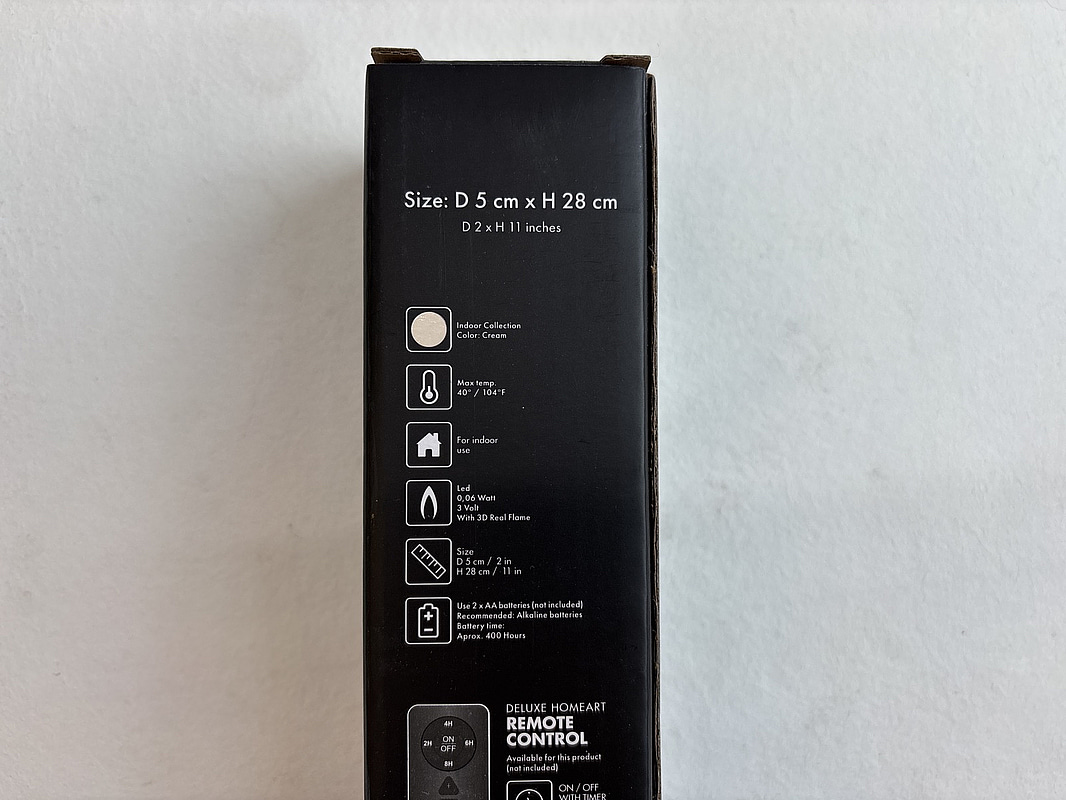 Size: D 5 cm x H 28 cm
D 2 x H 11 inches
Indoor Collection
Color: Cream
Max temp.
40° / 104°F
For indoor
use
Led
0,06 Watt
3 Volt
With 3D Real Flame
Size
D 5 cm / 2 in
H 28 cm / 11 in
Use 2 x AA batteries (not included)
Recommended: Alkaline batteries
Battery time:
Aprox. 400 Hours
4H
2H ON 6H
OFF
8H
DELUXE HOMEART
REMOTE
CONTROL
Available for this product
(not included)
ON / OFF
WITH TIMER